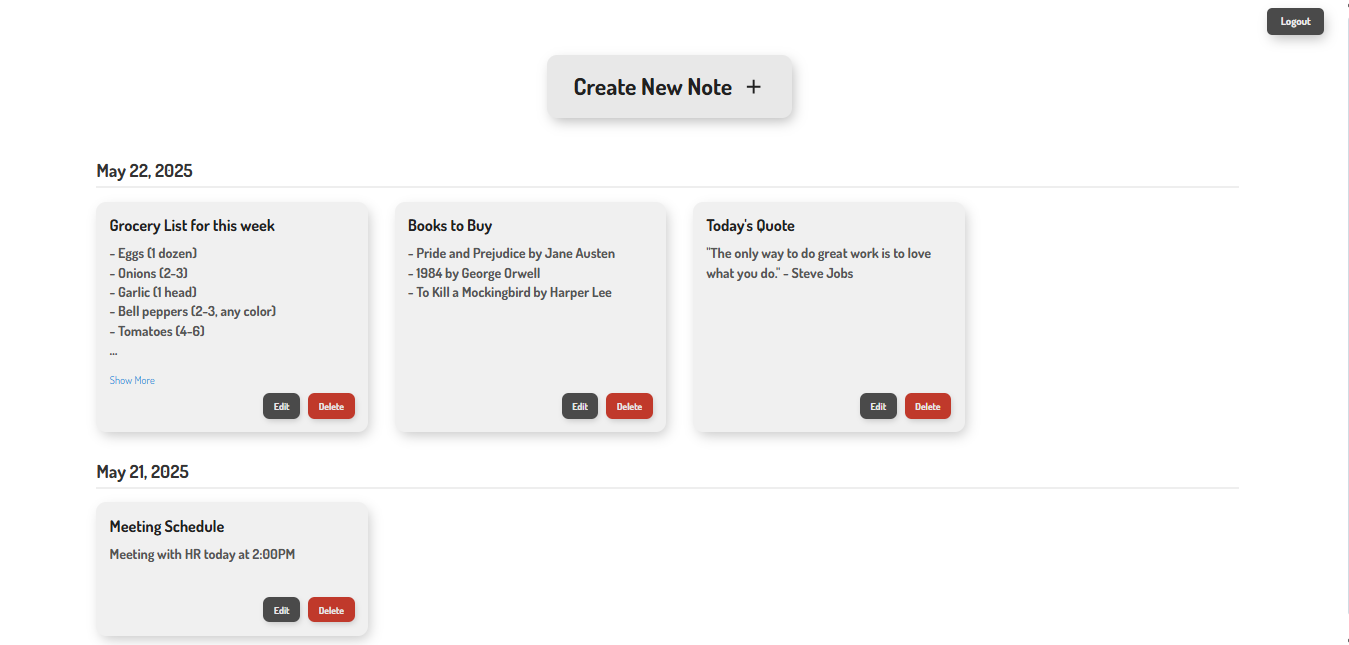 Logout
Create New Note +
May 22, 2025
Grocery List for this week
- Eggs (1 dozen)
- Onions (2-3)
- Garlic (1 head)
- Bell peppers (2-3, any color)
- Tomatoes (4-6)
...
Show More
Edit
Delete
Books to Buy
- Pride and Prejudice by Jane Austen
- 1984 by George Orwell
- To Kill a Mockingbird by Harper Lee
Edit
Delete
Today's Quote
"The only way to do great work is to love
what you do." - Steve Jobs
Edit
Delete
May 21, 2025
Meeting Schedule
Meeting with HR today at 2:00PM
Edit
Delete